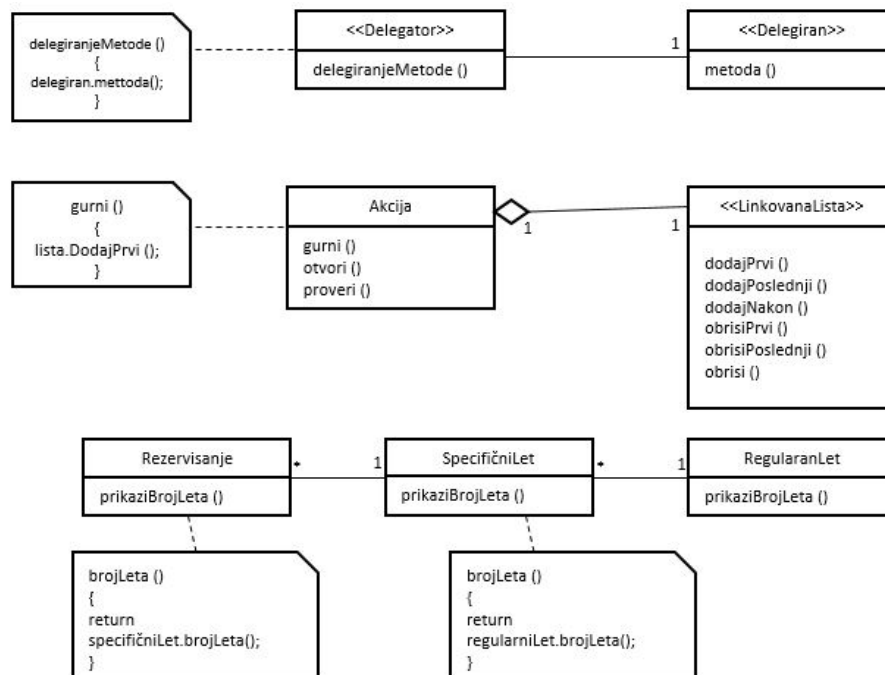 delegiranjeMetode ()
{
delegiran.mettoda();
}
<<Delegator>>
delegiranjeMetode ()
1
<<Delegiran>>
metoda ()
gurni ()
{
lista.DodajPrvi ();
}
Akcija
gurni ()
otvori ()
proveri ()
1
1
<<LinkovanaLista>>
dodajPrvi ()
dodajPoslednji ()
dodajNakon ()
obrisiPrvi ()
obrisiPoslednji ()
obrisi ()
Rezervisanje
prikaziBrojLeta ()
*
1
SpecifičniLet
prikaziBrojLeta ()
*
1
RegularanLet
prikaziBrojLeta ()
brojLeta ()
{
return
specifičniLet.brojLeta();
}
brojLeta ()
{
return
regularniLet.brojLeta();
}